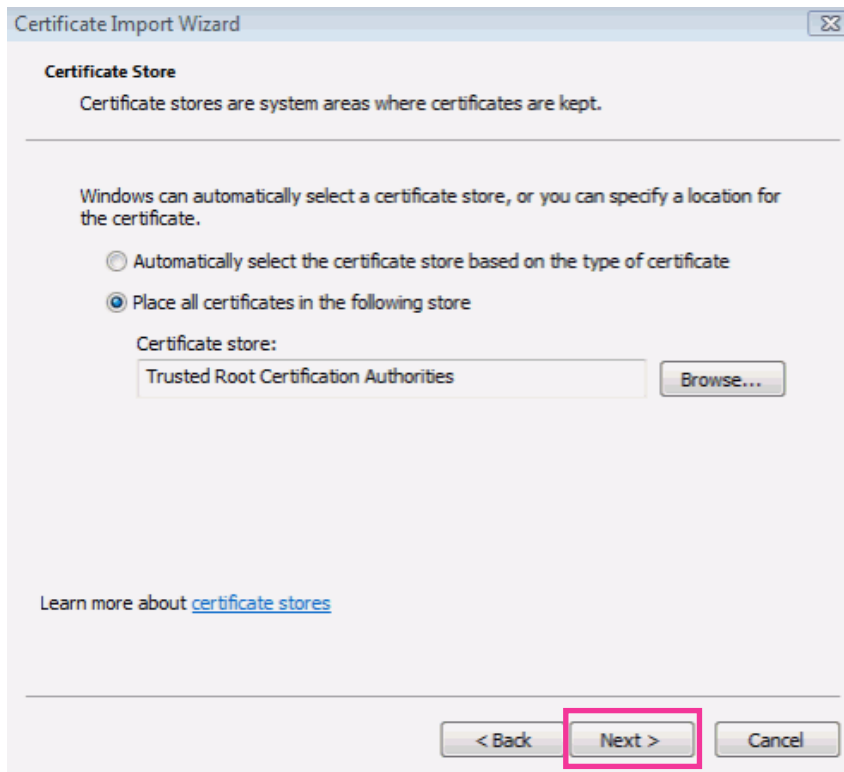 Certificate Import Wizard
Certificate Store
Certificate stores are system areas where certificates are kept.
Windows can automatically select a certificate store, or you can specify a location for
the certificate.
Automatically select the certificate store based on the type of certificate
Place all certificates in the following store
Certificate store:
Trusted Root Certification Authorities
Browse...
Learn more about certificate stores
< Back
Next >
Cancel